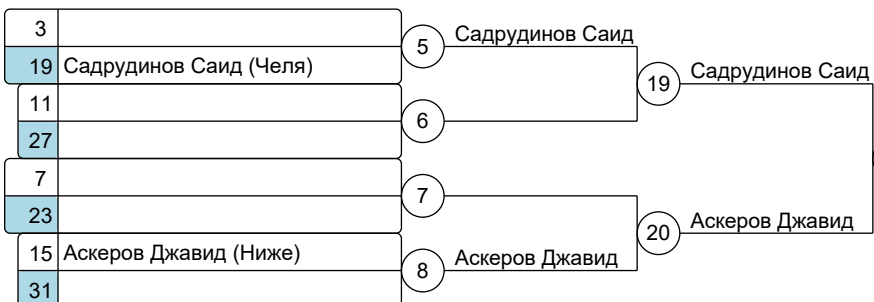 3
19 Садрудинов Саид (Челя)
11
27
7
23
15 Аскеров Джавид (Ниже)
31
5 Садрудинов Саид
6
7
8 Аскеров Джавид
19 Садрудинов Саид
20 Аскеров Джавид